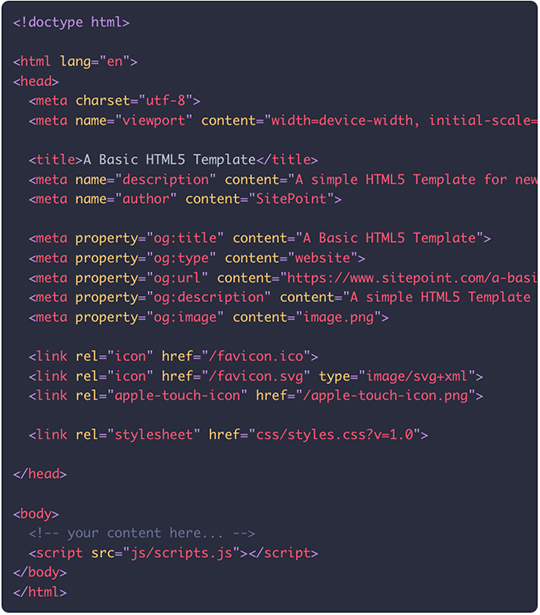 <!doctype html>
<html lang="en">
<head>
<meta charset="utf-8">
<meta name="viewport" content="width=device-width, initial-scale=
<title>A Basic HTML5 Template</title>
<meta name="description" content="A simple HTML5 Template for new
<meta name="author" content="SitePoint">
<meta property="og:title" content="A Basic HTML5 Template">
<meta property="og:type" content="website">
<meta property="og:url" content="https://www.sitepoint.com/a-basi
<meta property="og:description" content="A simple HTML5 Template
<meta property="og:image" content="image.png">
<link rel="icon" href="/favicon.ico">
<link rel="icon" href="/favicon.svg" type="image/svg+xml">
<link rel="apple-touch-icon" href="/apple-touch-icon.png">
<link rel="stylesheet" href="css/styles.css?v=1.0">
</head>
<body>
<!-- your content here... -->
<script src="js/scripts.js"></script>
</body>
</html>